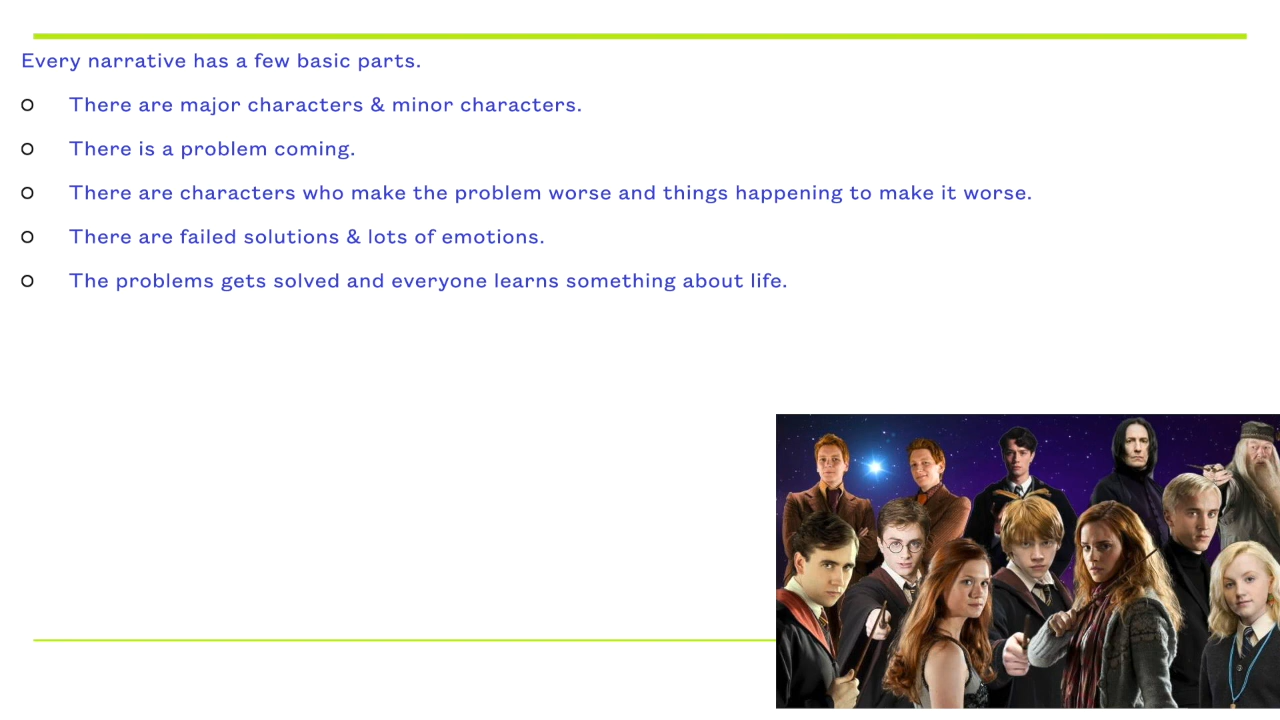 Every narrative has a few basic parts.
There are major characters & minor characters.
There is a problem coming.
There are characters who make the problem worse and things happening to make it worse.
There are failed solutions & lots of emotions.
The problems gets solved and everyone learns something about life.